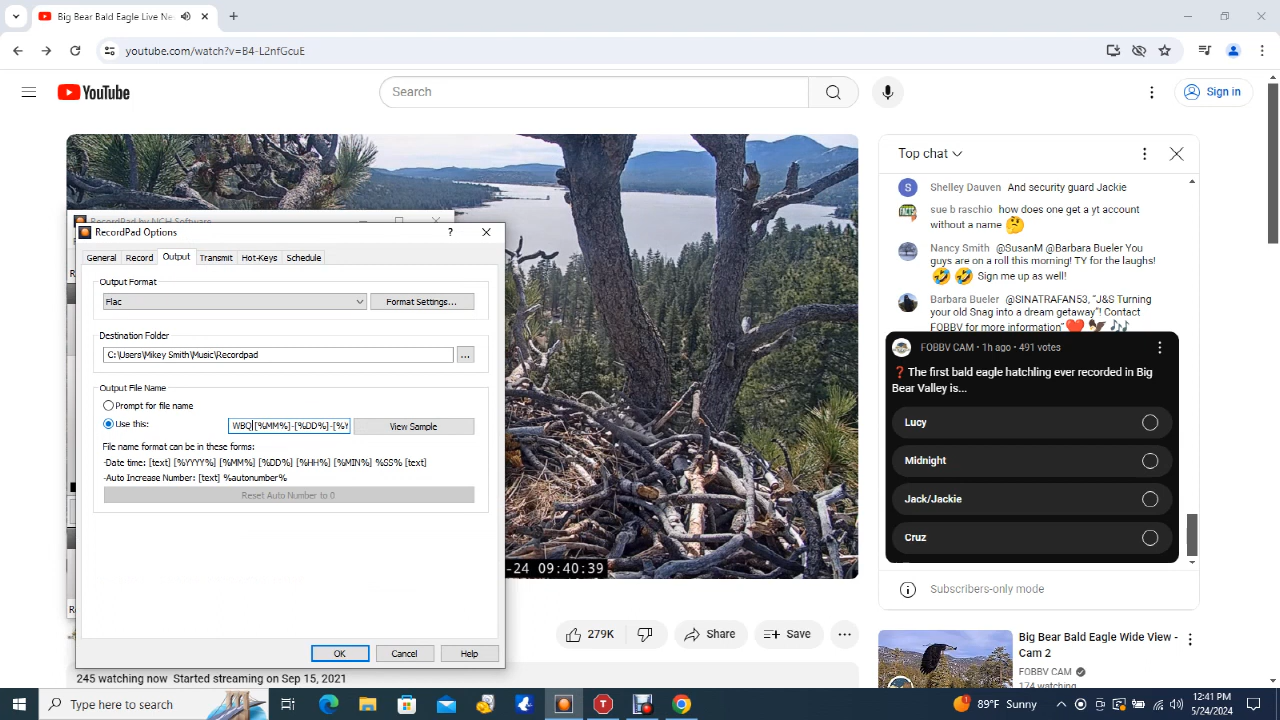 Big Bear Bald Eagle Live Ne
youtube.com/watch?v=B4-L2nfGcuE
YouTube
Search
Sign in
Top chat
Shelley Dauven And security guard Jackie
sue b raschio how does one get a yt account
without a name
Nancy Smith @SusanM @Barbara Bueler You
guys are on a roll this morning! TY for the laughs!
Sign me up as well!
Barbara Bueler @SINATRAFAN53, "J&S Turning
your old Snag into a dream getaway"! Contact
FOBBV for more information"
FOBBV CAM • 1h ago • 491 votes
❓The first bald eagle hatchling ever recorded in Big
Bear Valley is...
Lucy
Midnight
Jack/Jackie
Cruz
Subscribers-only mode
RecordPad by NCH Software
RecordPad Options
?
General Record Output Transmit Hot-Keys Schedule
Output Format
Flac
Format Settings...
Destination Folder
C:\Users\Mikey Smith\Music\Recordpad
...
Output File Name
Prompt for file name
Use this:
WBQ[%MM%]-[%DD%]-[%Y
View Sample
File name format can be in these forms:
-Date time: [text] [%YYYY%] [%MM%] [%DD%] [%HH%] [%MIN%] %SS% [text]
-Auto Increase Number: [text] %autonumber%
Reset Auto Number to 0
OK Cancel Help
-24 09:40:39
279K
Share
Save
245 watching now Started streaming on Sep 15, 2021
Big Bear Bald Eagle Wide View -
Cam 2
FOBBV CAM
174 watching
Type here to search
89°F Sunny
12:41 PM
5/24/2024